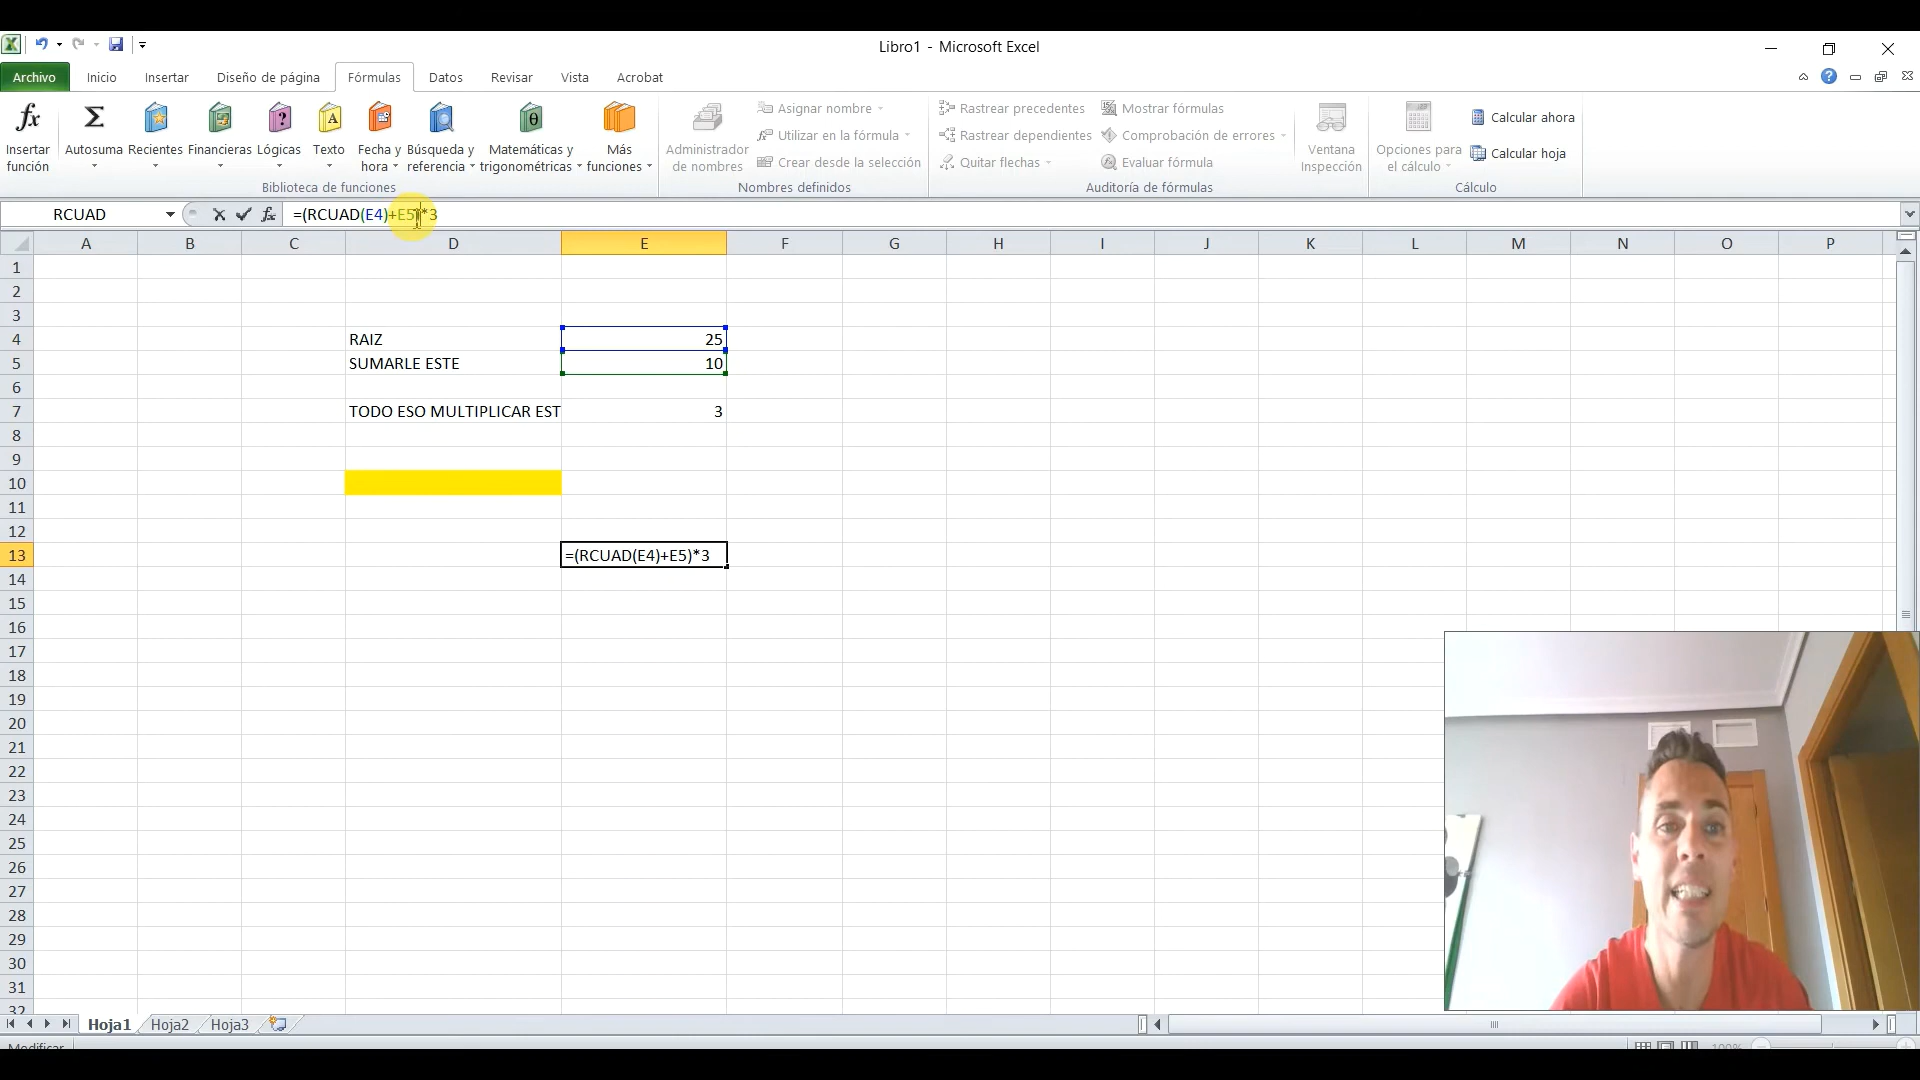 Libro1 - Microsoft Excel
Archivo Inicio Insertar Diseño de página Fórmulas Datos Revisar Vista Acrobat
fx Insertar función
Σ Autosuma
Recientes
Financieras
Lógicas
Texto
Fecha y hora
Búsqueda y referencia
Matemáticas y trigonométricas
Más funciones
Biblioteca de funciones
Administrador de nombres
Asignar nombre
Utilizar en la fórmula
Crear desde la selección
Nombres definidos
Rastrear precedentes
Rastrear dependientes
Quitar flechas
Mostrar fórmulas
Comprobación de errores
Evaluar fórmula
Auditoría de fórmulas
Ventana Inspección
Opciones para el cálculo
Calcular ahora
Calcular hoja
Cálculo
RCUAD fx =(RCUAD(E4)+E5)*3
A B C D E F G H I J K L M N O P
1
2
3
4 RAIZ 25
5 SUMARLE ESTE 10
6
7 TODO ESO MULTIPLICAR EST 3
8
9
10
11
12
13 =(RCUAD(E4)+E5)*3
14
15
16
17
18
19
20
21
22
23
24
25
26
27
28
29
30
31
32
Hoja1 Hoja2 Hoja3
Modificar 100%